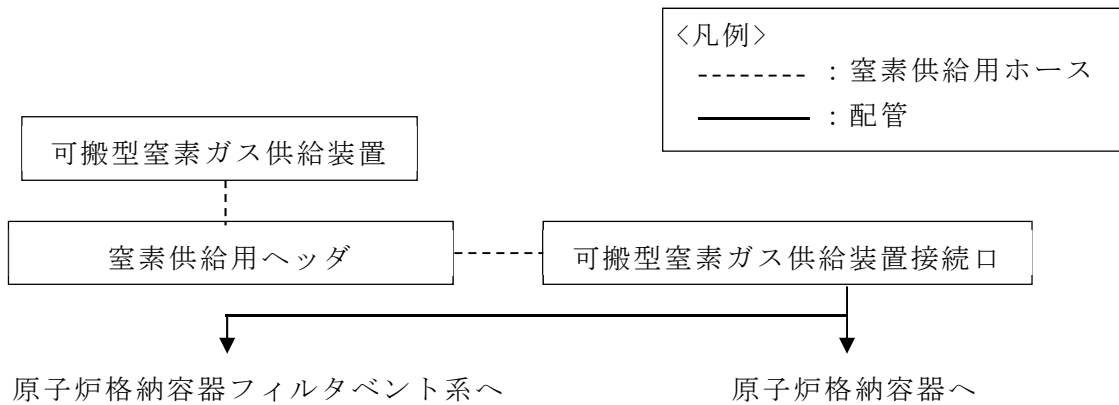 <凡例>
：窒素供給用ホース
：配管
可搬型窒素ガス供給装置
窒素供給用ヘッダ
可搬型窒素ガス供給装置接続口
原子炉格納容器フィルタベント系へ
原子炉格納容器へ